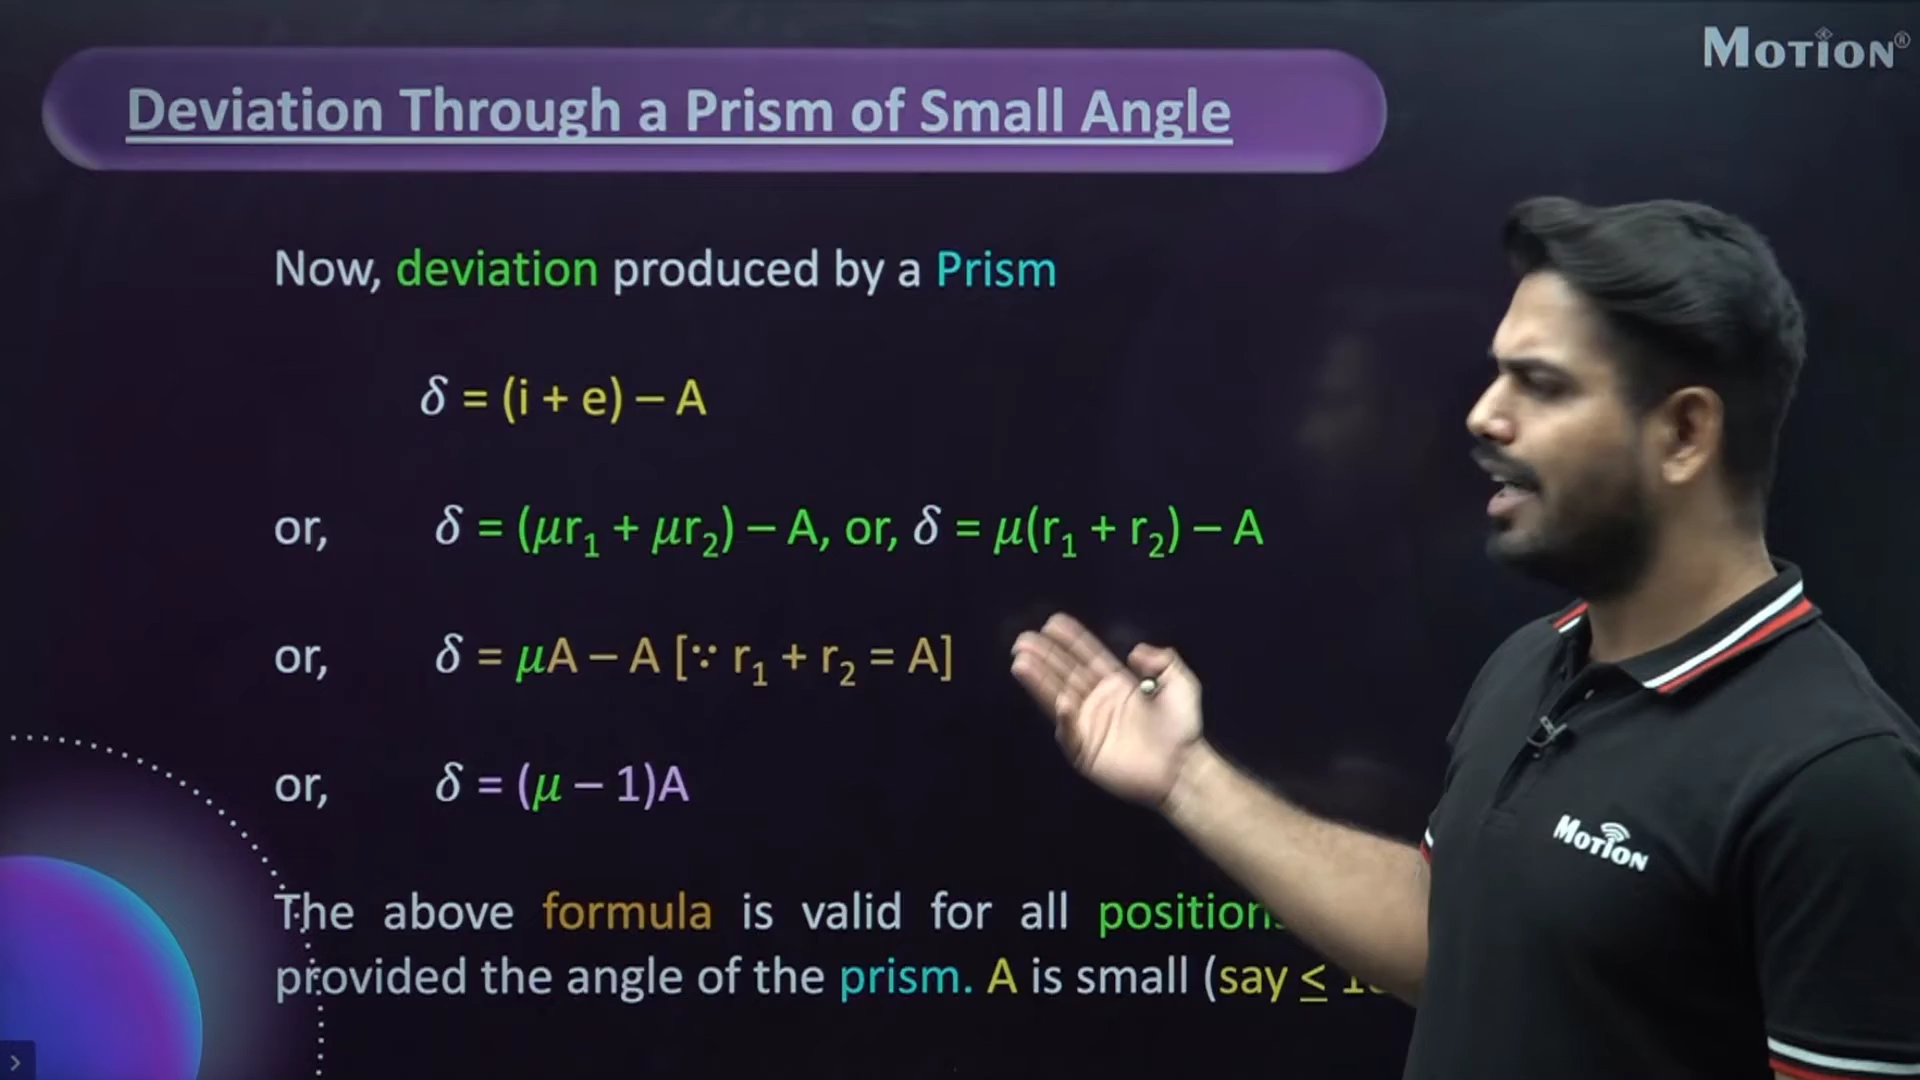 MOTION®
Deviation Through a Prism of Small Angle
Now, deviation produced by a Prism
δ = (i + e) – A
or, δ = (μr₁ + μr₂) – A, or, δ = μ(r₁ + r₂) – A
or, δ = μA – A [∵ r₁ + r₂ = A]
or, δ = (μ – 1)A
The above formula is valid for all
provided the angle of the prism. A is small (say ≤
MOTION